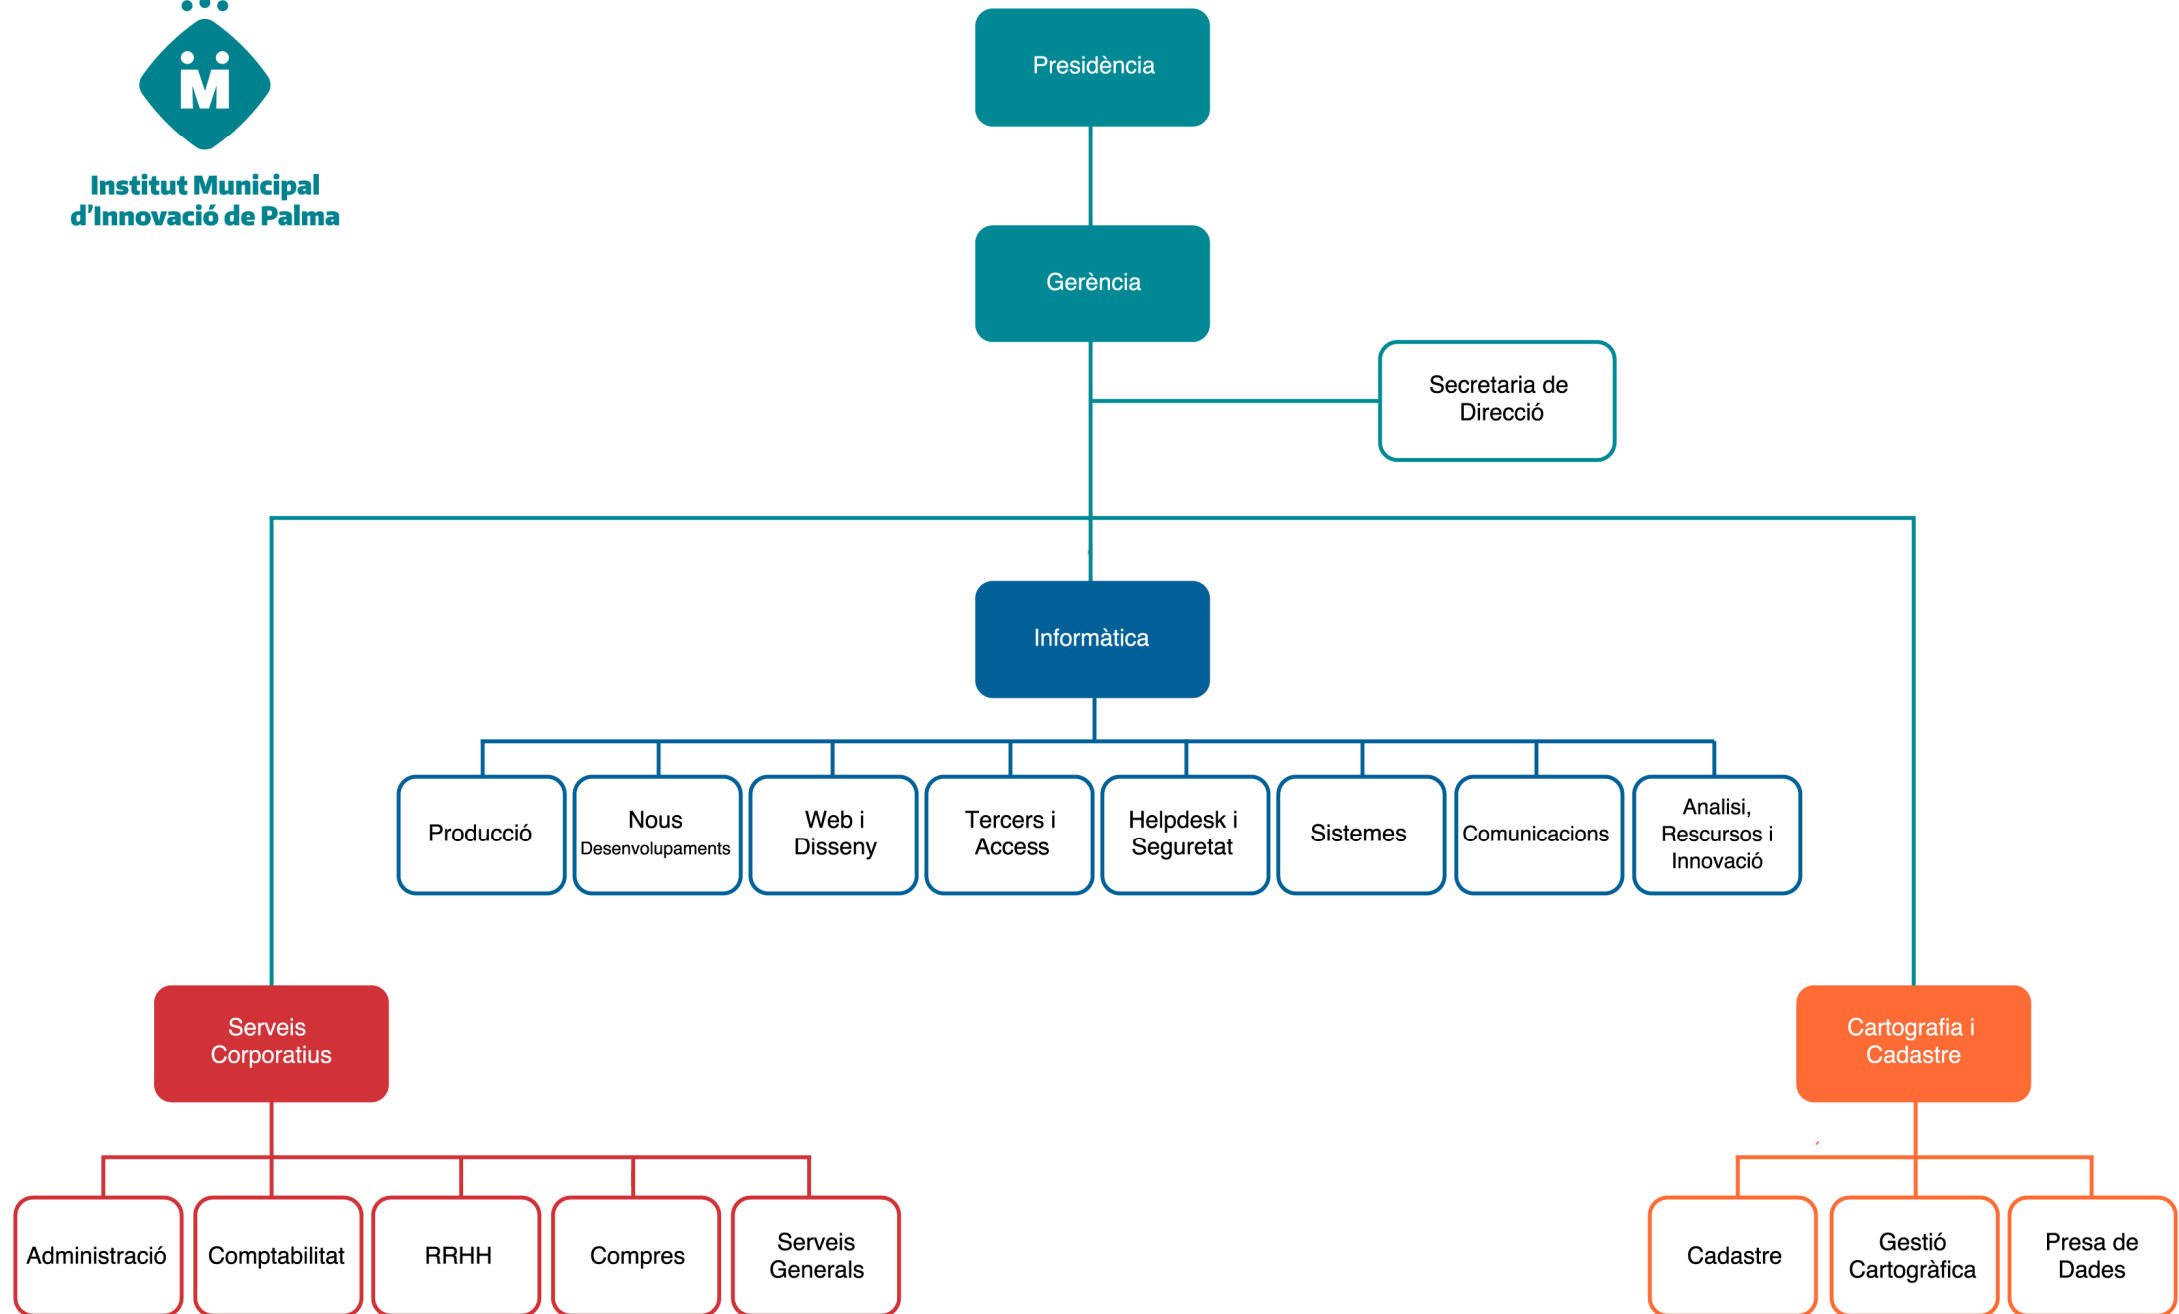 M
Institut Municipal
d'Innovació de Palma
Presidència
Gerència
Secretaria de
Direcció
Informàtica
Producció
Nous
Desenvolupaments
Web i
Disseny
Tercers i
Access
Helpdesk i
Seguretat
Sistemes
Comunicacions
Analisi,
Rescursos i
Innovació
Serveis
Corporatius
Cartografia i
Cadastre
Administració
Comptabilitat
RRHH
Compres
Serveis
Generals
Cadastre
Gestió
Cartogràfica
Presa de
Dades